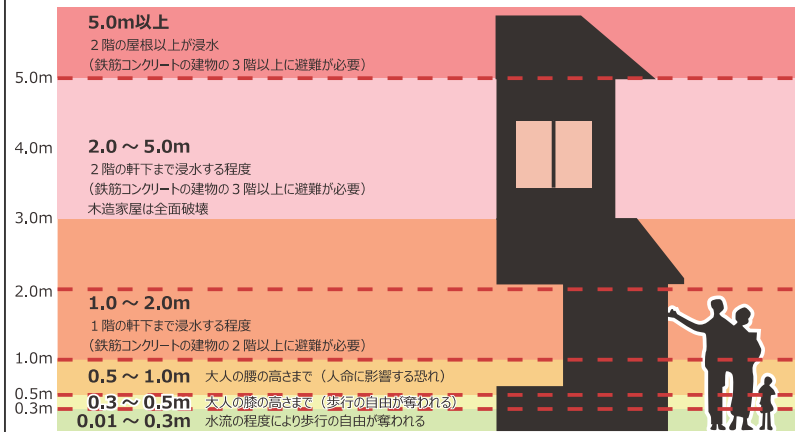 5.0m以上
2階の屋根以上が浸水
（鉄筋コンクリートの建物の3階以上に避難が必要）
5.0m
2.0～5.0m
4.0m
2階の軒下まで浸水する程度
（鉄筋コンクリートの建物の3階以上に避難が必要）
木造家屋は全面破壊
3.0m
2.0m
1.0～2.0m
1階の軒下まで浸水する程度
（鉄筋コンクリートの建物の2階以上に避難が必要）
1.0m
0.5～1.0m 大人の腰の高さまで（人命に影響する恐れ）
0.5m
0.3～0.5m 大人の膝の高さまで（歩行の自由が奪われる）
0.3m
0.01～0.3m 水流の程度により歩行の自由が奪われる